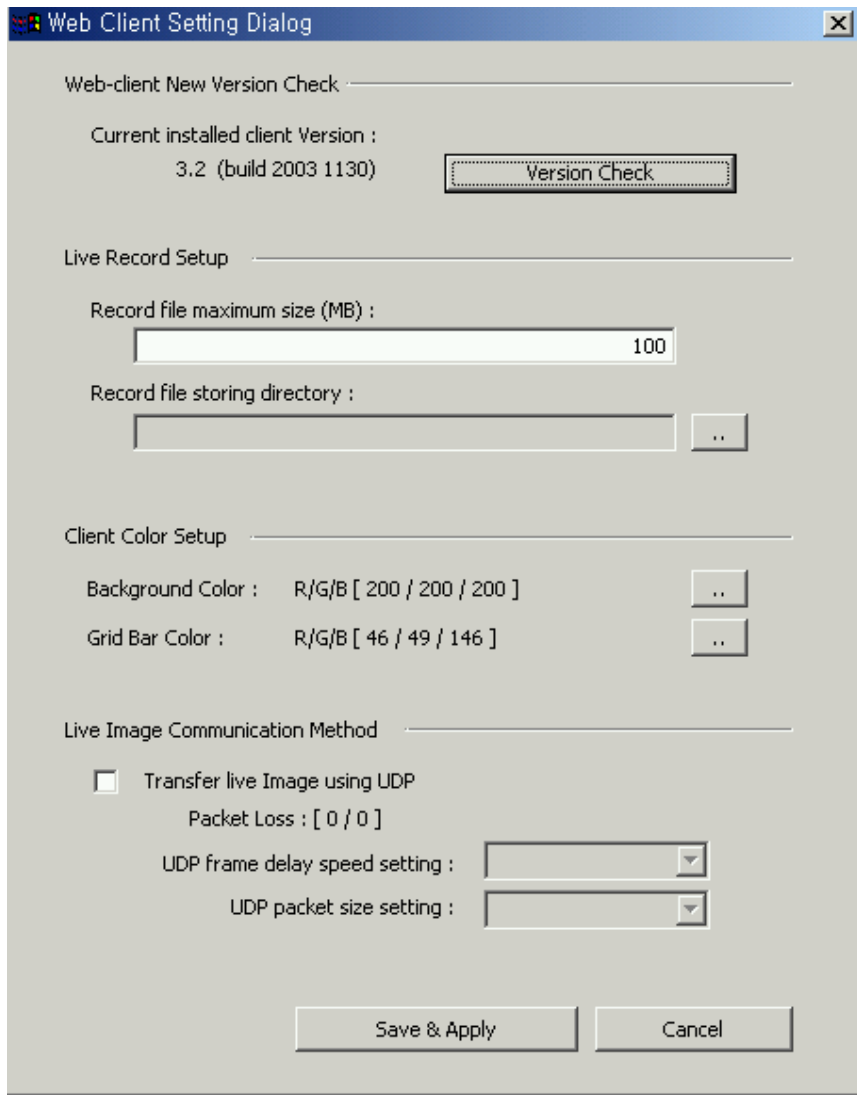 Web Client Setting Dialog
Web-client New Version Check
Current installed client Version :
3.2 (build 2003 1130)
Version Check
Live Record Setup
Record file maximum size (MB) :
100
Record file storing directory :
..
Client Color Setup
Background Color : R/G/B [ 200 / 200 / 200 ] ..
Grid Bar Color : R/G/B [ 46 / 49 / 146 ] ..
Live Image Communication Method
Transfer live Image using UDP
Packet Loss : [ 0 / 0 ]
UDP frame delay speed setting :
UDP packet size setting :
Save & Apply Cancel